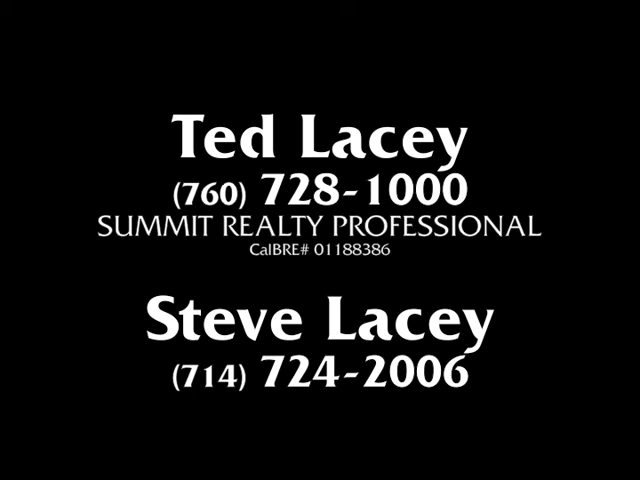 Ted Lacey
(760) 728-1000
SUMMIT REALTY PROFESSIONAL
CalBRE# 01188386
Steve Lacey
(714) 724-2006